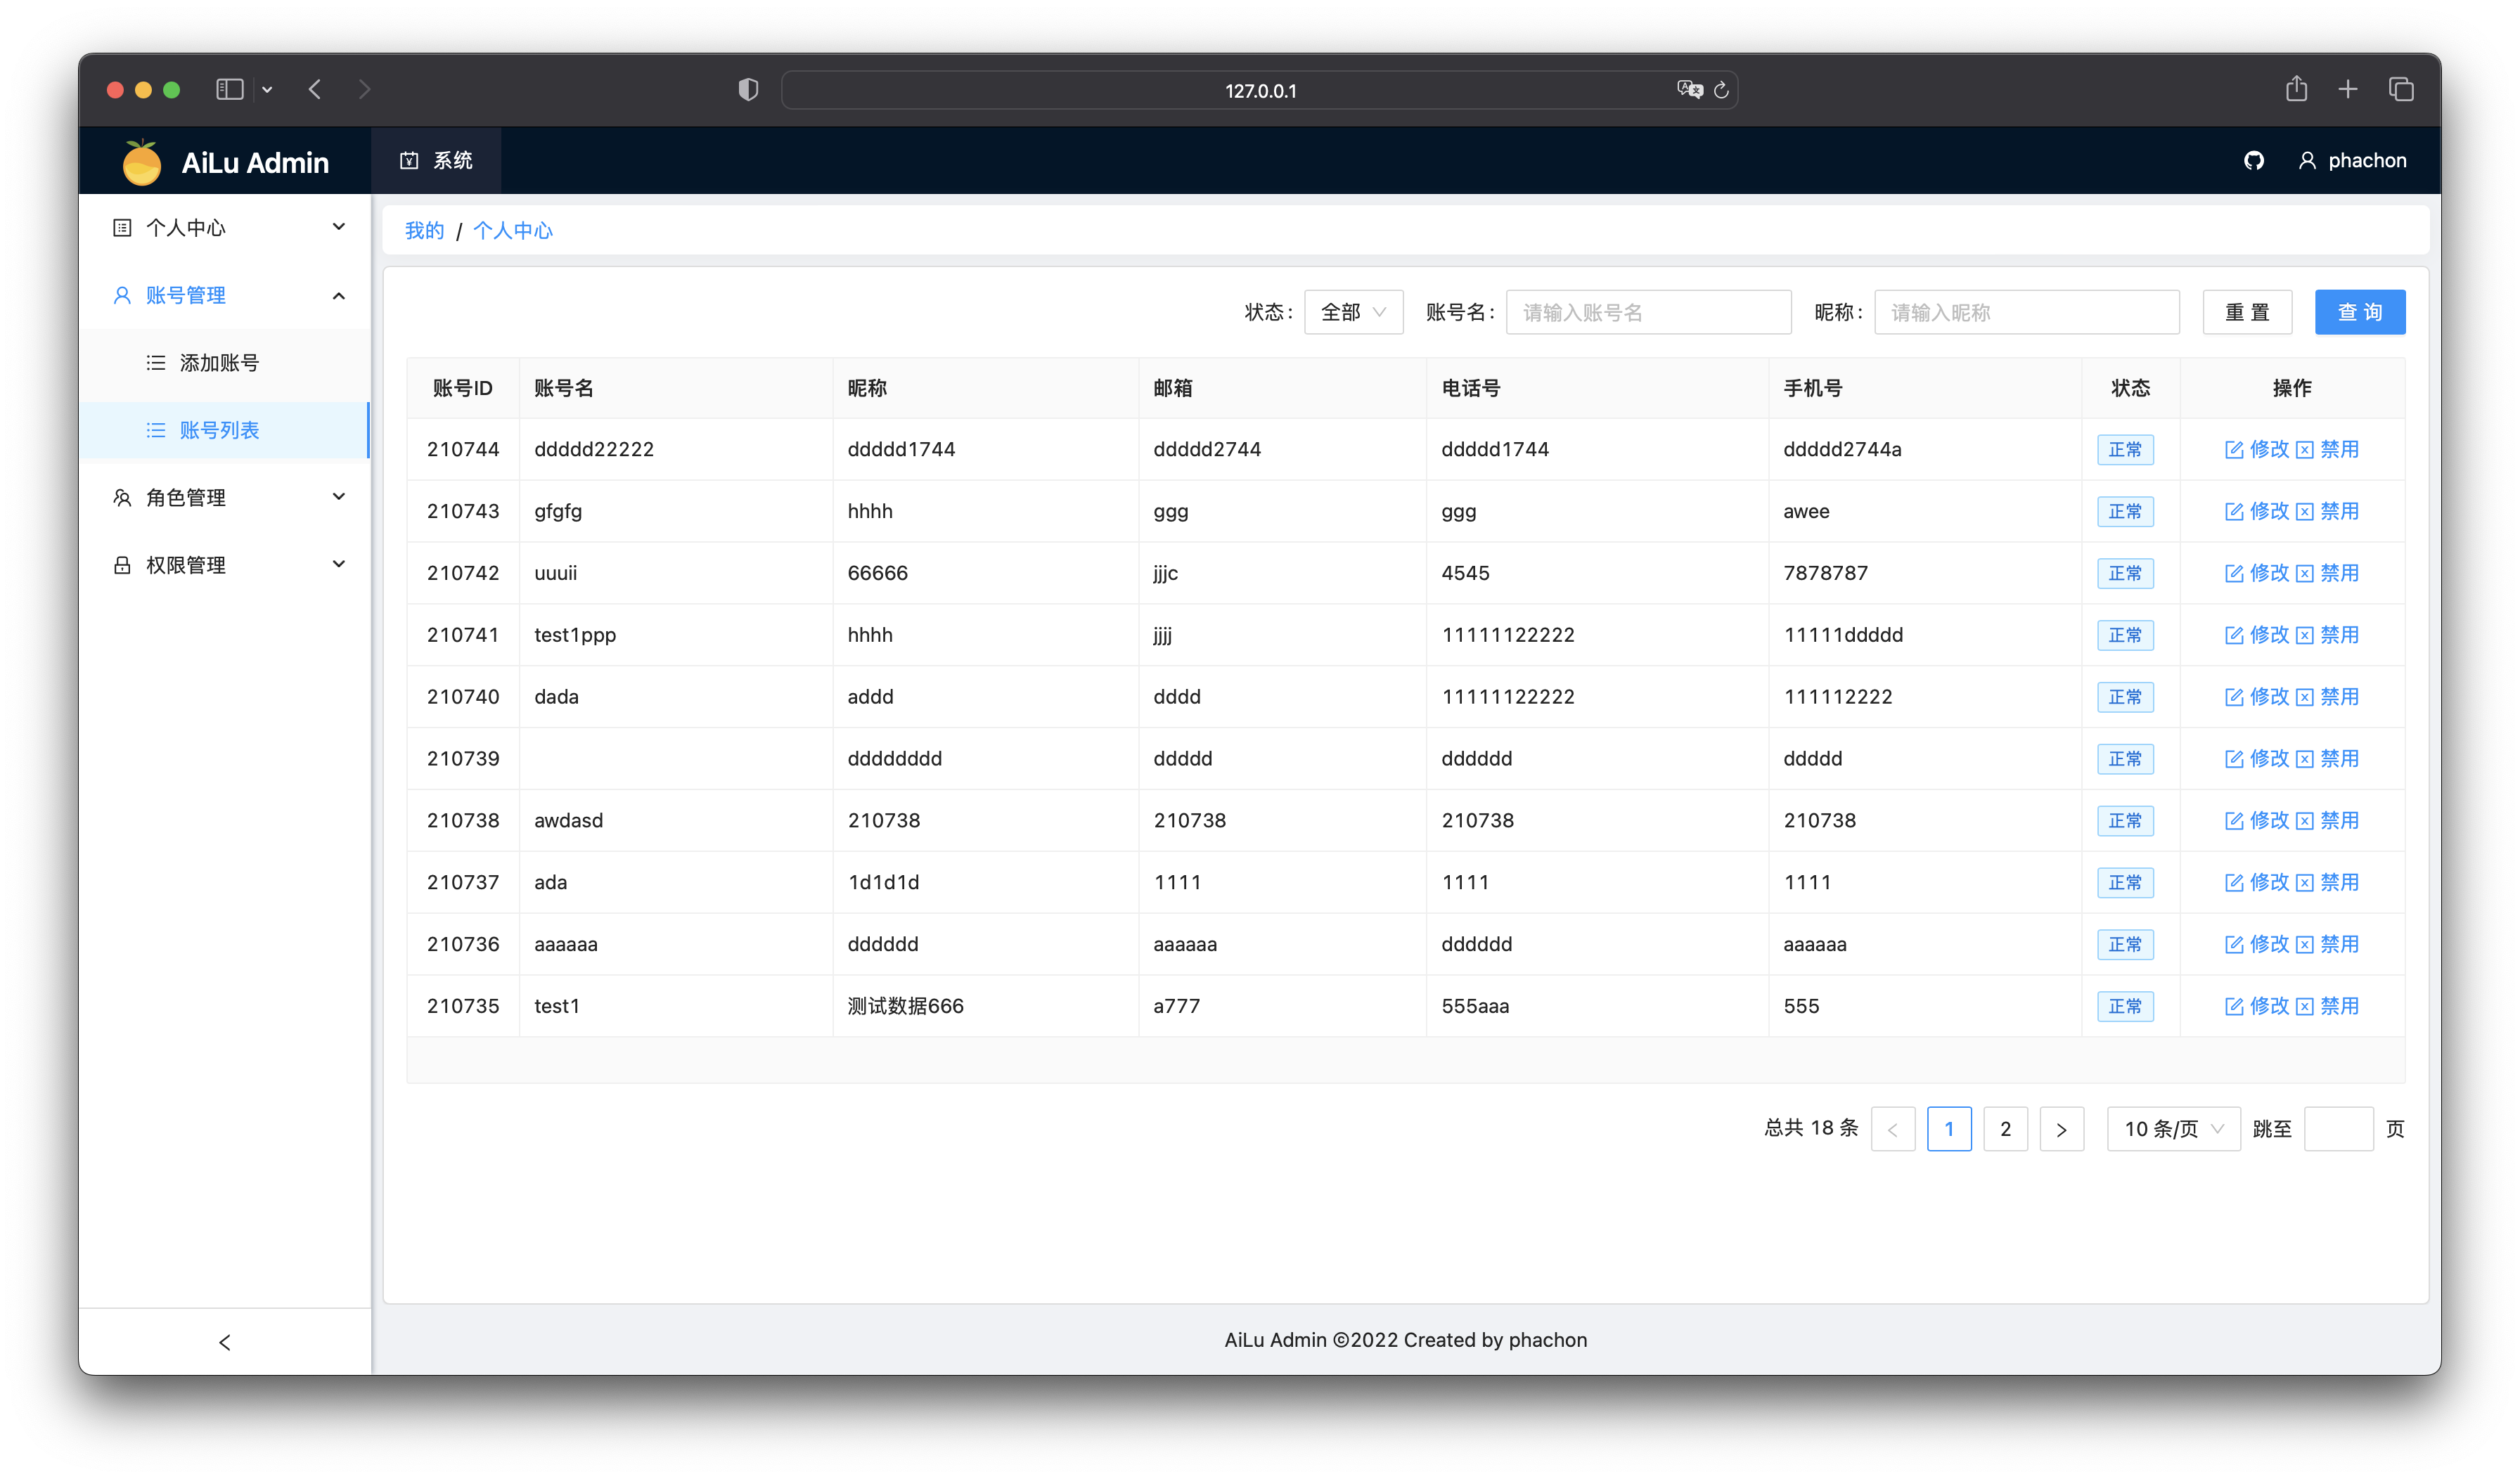 127.0.0.1
AiLu Admin 系统 phachon
个人中心
账号管理
添加账号
账号列表
角色管理
权限管理
我的 / 个人中心
状态: 全部 账号名: 请输入账号名 昵称: 请输入昵称 重置 查询
账号ID 账号名 昵称 邮箱 电话号 手机号 状态 操作
210744 ddddd22222 ddddd1744 ddddd2744 ddddd1744 ddddd2744a 正常 修改 禁用
210743 gfgfg hhhh ggg ggg awee 正常 修改 禁用
210742 uuuii 66666 jjjc 4545 7878787 正常 修改 禁用
210741 test1ppp hhhh jjjj 11111122222 11111ddddd 正常 修改 禁用
210740 dada addd dddd 11111122222 111112222 正常 修改 禁用
210739 dddddddd ddddd dddddd ddddd 正常 修改 禁用
210738 awdasd 210738 210738 210738 210738 正常 修改 禁用
210737 ada 1d1d1d 1111 1111 1111 正常 修改 禁用
210736 aaaaaa dddddd aaaaaa dddddd aaaaaa 正常 修改 禁用
210735 test1 测试数据666 a777 555aaa 555 正常 修改 禁用
总共 18 条 1 2 10 条/页 跳至 页
AiLu Admin ©2022 Created by phachon